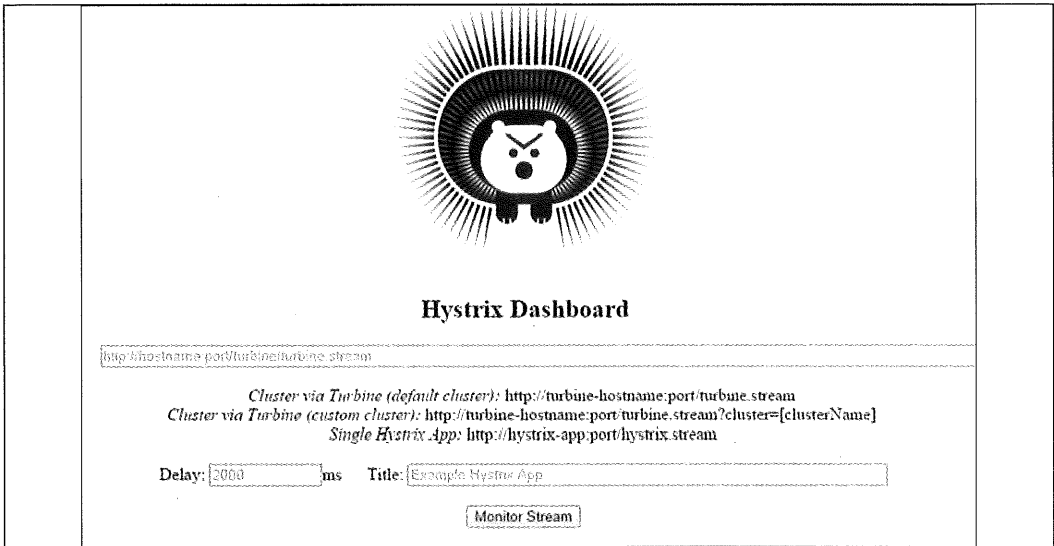 Hystrix Dashboard
http://hostname:port/turbine/turbine.stream
Cluster via Turbine (default cluster): http://turbine-hostname:port/turbine.stream
Cluster via Turbine (custom cluster): http://turbine-hostname:port/turbine.stream?cluster=[clusterName]
Single Hystrix App: http://hystrix-app:port/hystrix.stream
Delay: 2000 ms Title: Example Hystrix App
Monitor Stream